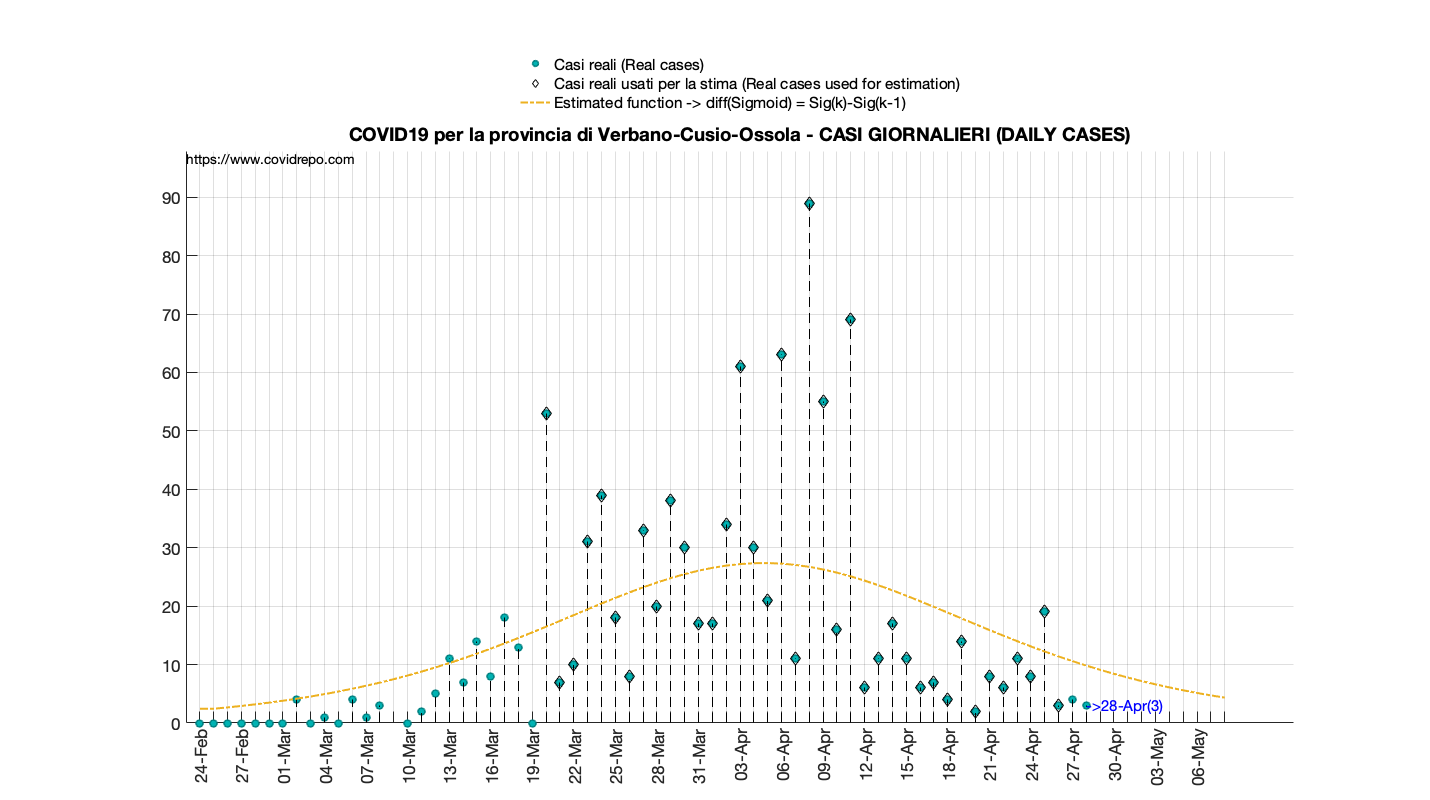 Casi reali (Real cases)
Casi reali usati per la stima (Real cases used for estimation)
Estimated function -> diff(Sigmoid) = Sig(k)-Sig(k-1)
COVID19 per la provincia di Verbano-Cusio-Ossola - CASI GIORNALIERI (DAILY CASES)
https://www.covidrepo.com
90
80
70
60
50
40
30
20
10
0
->28-Apr(3)
24-Feb
27-Feb
01-Mar
04-Mar
07-Mar
10-Mar
13-Mar
16-Mar
19-Mar
22-Mar
25-Mar
28-Mar
31-Mar
03-Apr
06-Apr
09-Apr
12-Apr
15-Apr
18-Apr
21-Apr
24-Apr
27-Apr
30-Apr
03-May
06-May